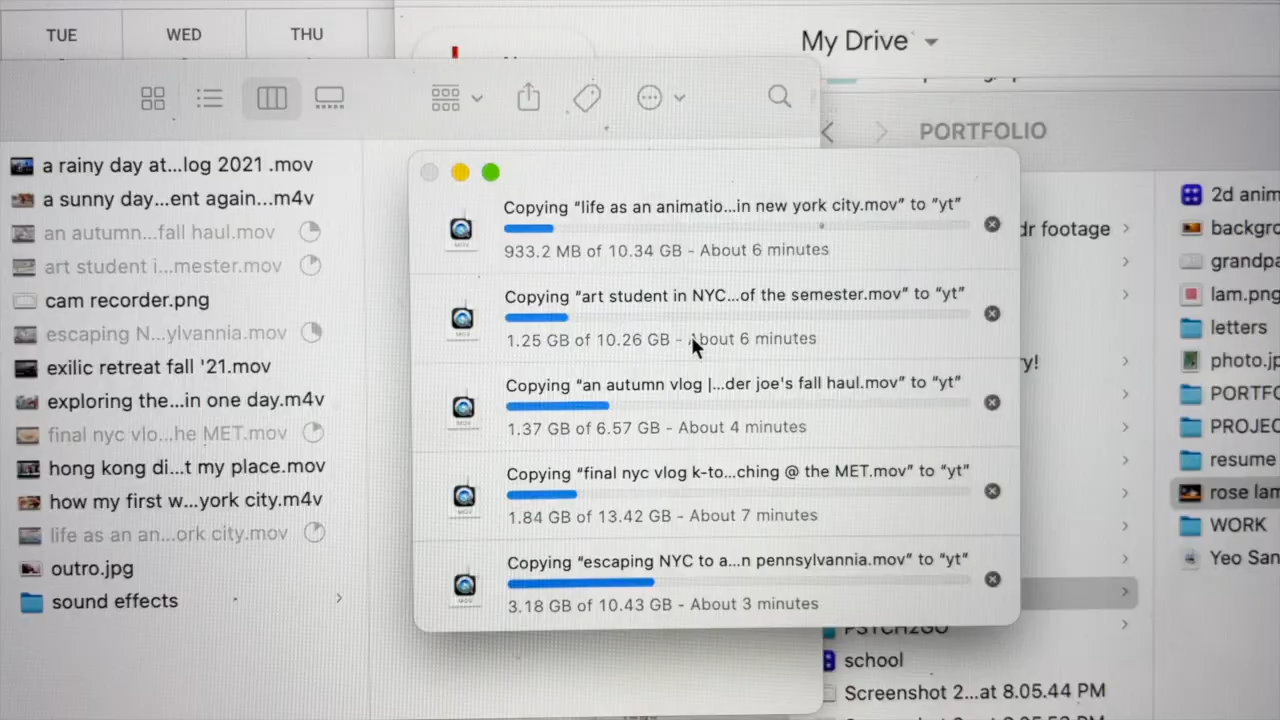 TUE
WED
THU
My Drive
PORTFOLIO
a rainy day at...log 2021 .mov
a sunny day...ent again...m4v
an autumn...fall haul.mov
art student i...mester.mov
cam recorder.png
escaping N...ylvannia.mov
exilic retreat fall '21.mov
exploring the...in one day.m4v
final nyc vlo...he MET.mov
hong kong di...t my place.mov
how my first w...york city.m4v
life as an an...ork city.mov
outro.jpg
sound effects
Copying “life as an animatio...in new york city.mov” to “yt”
933.2 MB of 10.34 GB - About 6 minutes
Copying “art student in NYC...of the semester.mov” to “yt”
1.25 GB of 10.26 GB - About 6 minutes
Copying “an autumn vlog |...der joe's fall haul.mov” to “yt”
1.37 GB of 6.57 GB - About 4 minutes
Copying “final nyc vlog k-to...ching @ the MET.mov” to “yt”
1.84 GB of 13.42 GB - About 7 minutes
Copying “escaping NYC to a...n pennsylvannia.mov” to “yt”
3.18 GB of 10.43 GB - About 3 minutes
dr footage
ry!
PSYCH2GO
school
Screenshot 2...at 8.05.44 PM
2d anim
backgro
grandpa
lam.png
letters
photo.jp
PORTFO
PROJEC
resume
rose lam
WORK
Yeo San